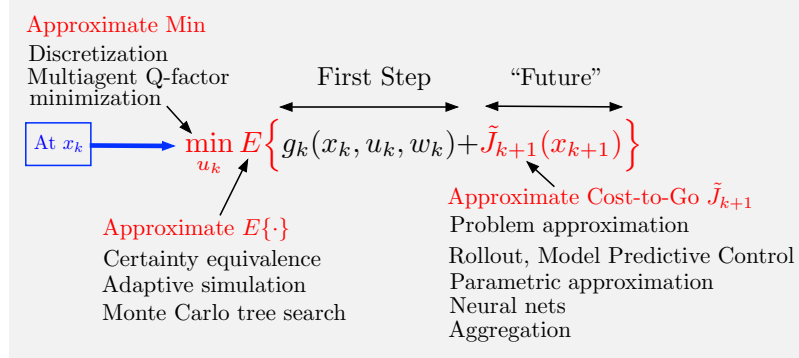 Approximate Min
Discretization
Multiagent Q-factor
minimization
First Step
“Future”
At x_k
min_{u_k} E{g_k(x_k, u_k, w_k)+J̃_{k+1}(x_{k+1})}
Approximate E{·}
Certainty equivalence
Adaptive simulation
Monte Carlo tree search
Approximate Cost-to-Go J̃_{k+1}
Problem approximation
Rollout, Model Predictive Control
Parametric approximation
Neural nets
Aggregation